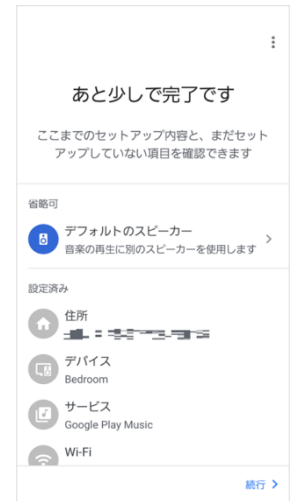 あと少しで完了です
ここまでのセットアップ内容と、まだセット
アップしていない項目を確認できます
省略可
デフォルトのスピーカー
音楽の再生に別のスピーカーを使用します
設定済み
住所
デバイス
Bedroom
サービス
Google Play Music
Wi-Fi
続行